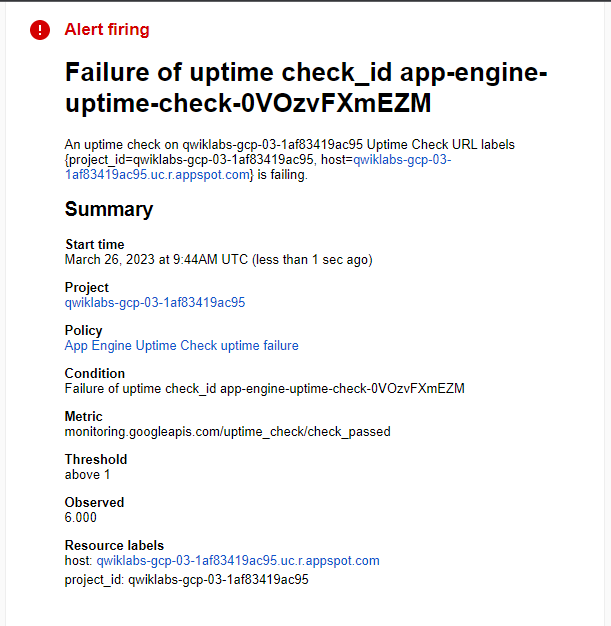 Alert firing
Failure of uptime check_id app-engine-
uptime-check-0VOzvFXmEZM
An uptime check on qwiklabs-gcp-03-1af83419ac95 Uptime Check URL labels
{project_id=qwiklabs-gcp-03-1af83419ac95, host=qwiklabs-gcp-03-
1af83419ac95.uc.r.appspot.com} is failing.
Summary
Start time
March 26, 2023 at 9:44AM UTC (less than 1 sec ago)
Project
qwiklabs-gcp-03-1af83419ac95
Policy
App Engine Uptime Check uptime failure
Condition
Failure of uptime check_id app-engine-uptime-check-0VOzvFXmEZM
Metric
monitoring.googleapis.com/uptime_check/check_passed
Threshold
above 1
Observed
6.000
Resource labels
host: qwiklabs-gcp-03-1af83419ac95.uc.r.appspot.com
project_id: qwiklabs-gcp-03-1af83419ac95